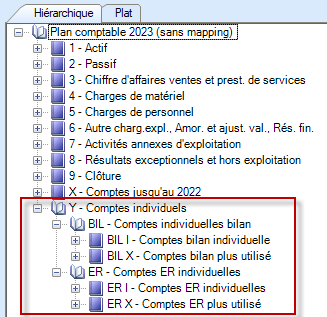 Hiérarchique Plat
Plan comptable 2023 (sans mapping)
1 - Actif
2 - Passif
3 - Chiffre d'affaires ventes et prest. de services
4 - Charges de matériel
5 - Charges de personnel
6 - Autre charg.expl., Amor. et ajust. val., Rés. fin.
7 - Activités annexes d'exploitation
8 - Résultats exceptionnels et hors exploitation
9 - Clôture
X - Comptes jusqu'au 2022
Y - Comptes individuels
BIL - Comptes individuelles bilan
BIL I - Comptes bilan individuelle
BIL X - Comptes bilan plus utilisé
ER - Comptes ER individuelles
ER I - Comptes ER individuelles
ER X - Comptes ER plus utilisé